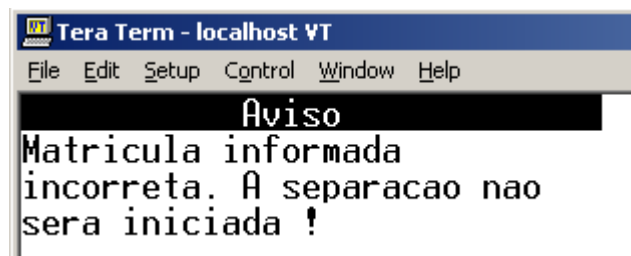 Tera Term - localhost VT
File Edit Setup Control Window Help
Aviso
Matricula informada
incorreta. A separacao nao
sera iniciada !